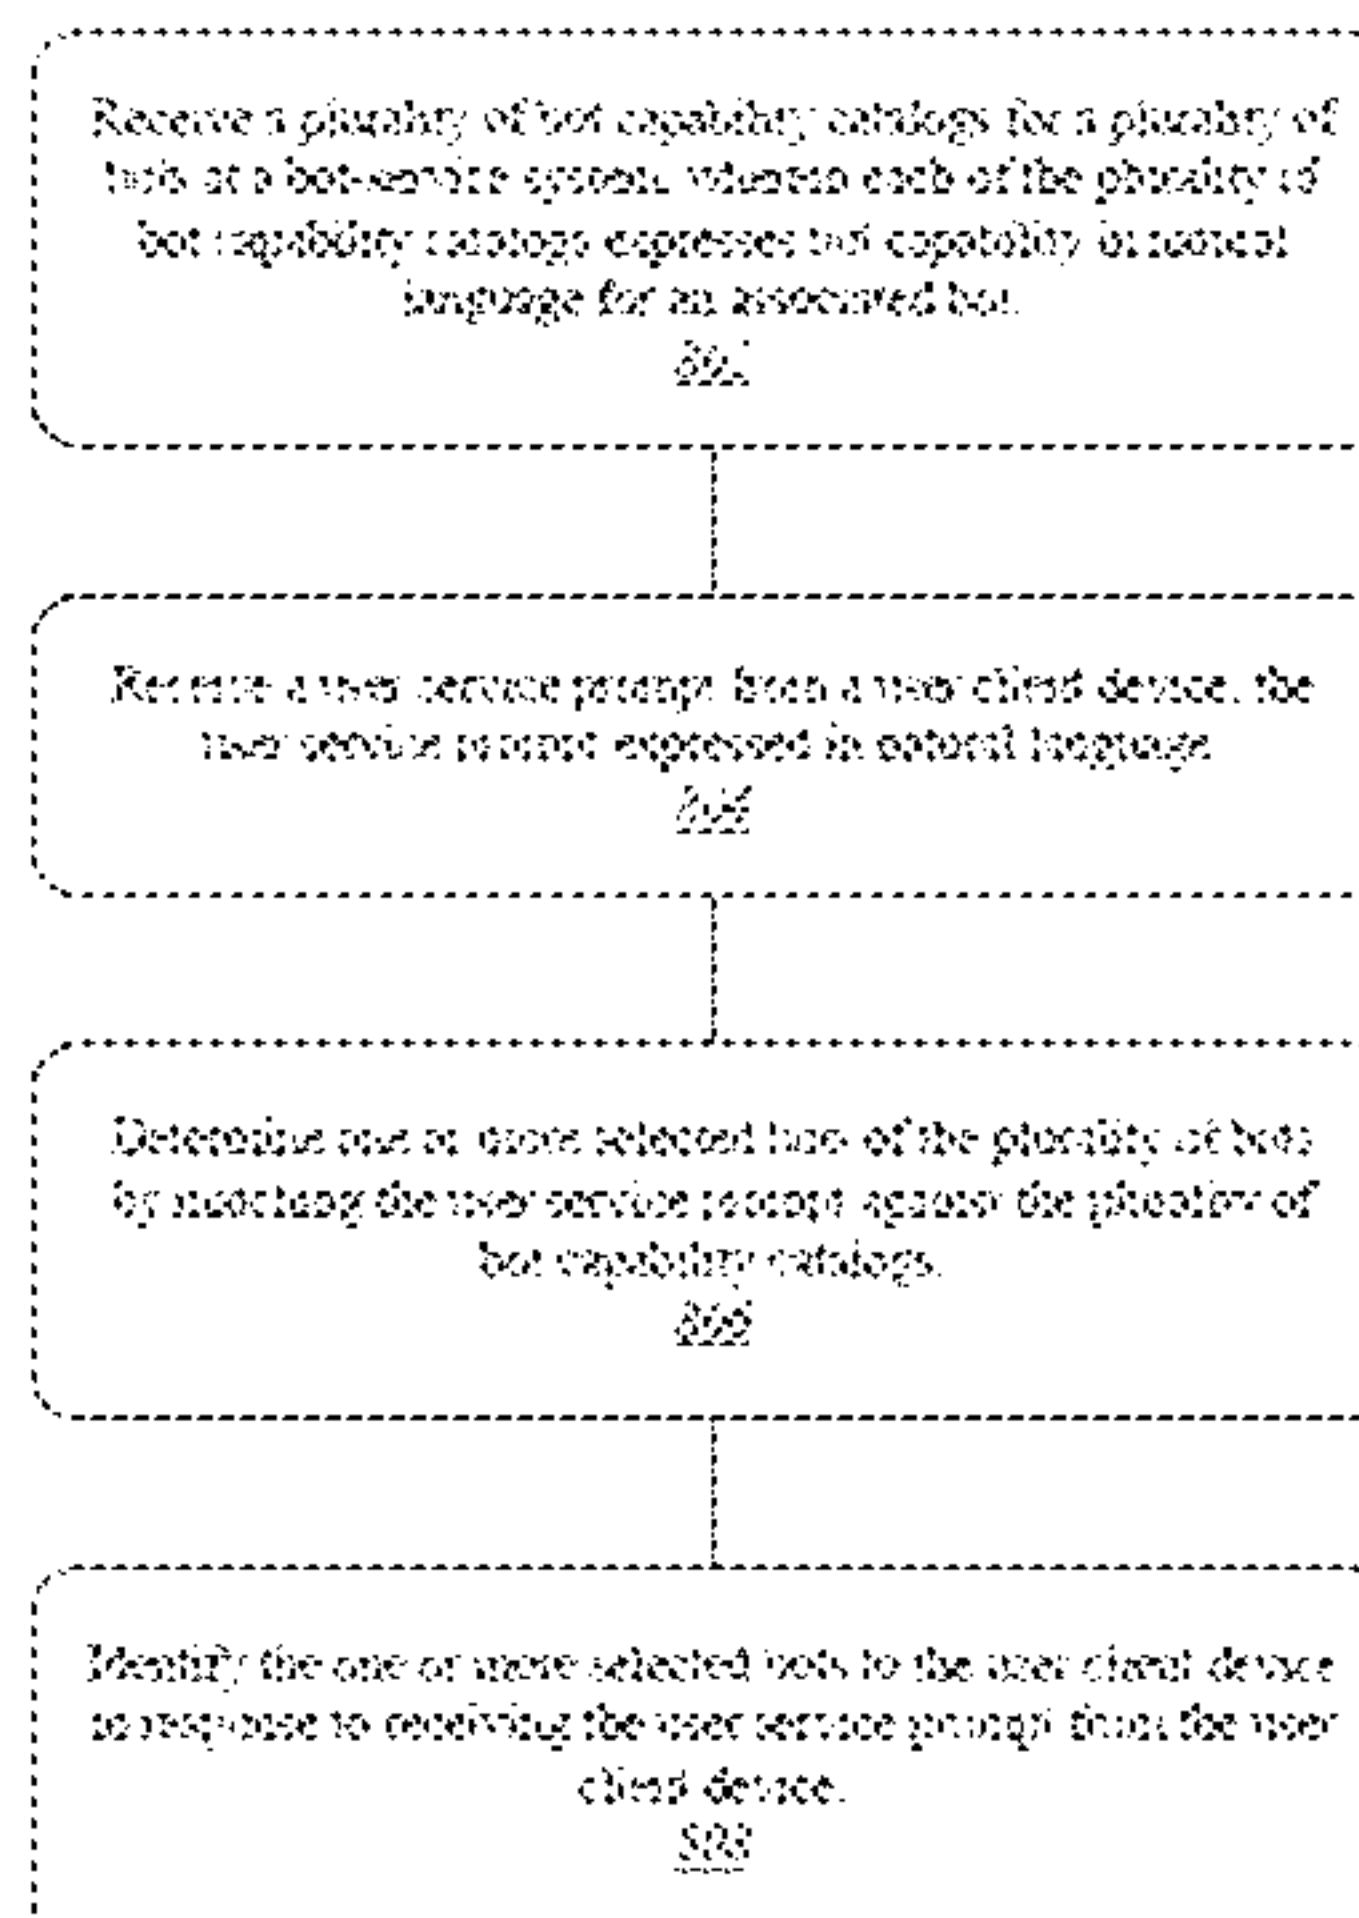 Receive a plurality of bot capability catalogs for a plurality of
bots at a bot-service system, wherein each of the plurality of
bot capability catalogs expresses bot capability in natural
language for an associated bot.
Receive a user service prompt from a user client device, the
user service prompt expressed in natural language
Determine one or more selected bots of the plurality of bots
by matching the user service prompt against the plurality of
bot capability catalogs.
Identify the one or more selected bots to the user client device
in response to receiving the user service prompt from the user
client device.
808